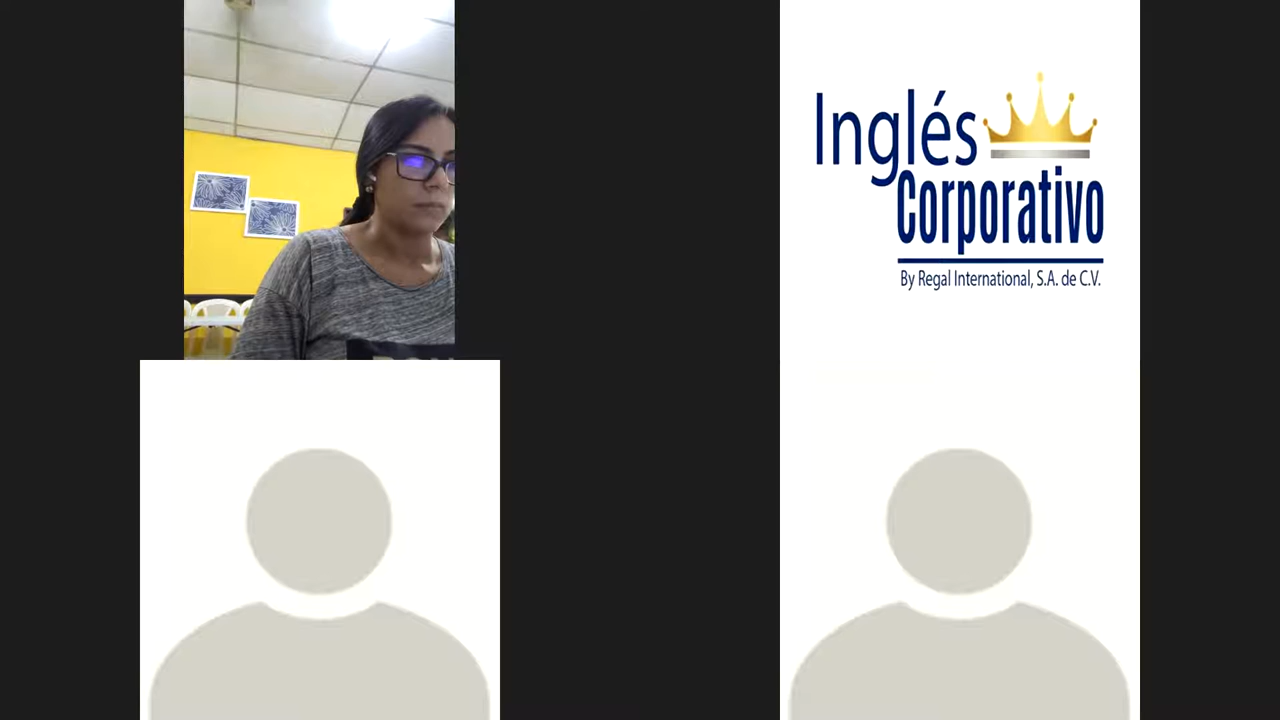 Inglés
Corporativo
By Regal International, S.A. de C.V.